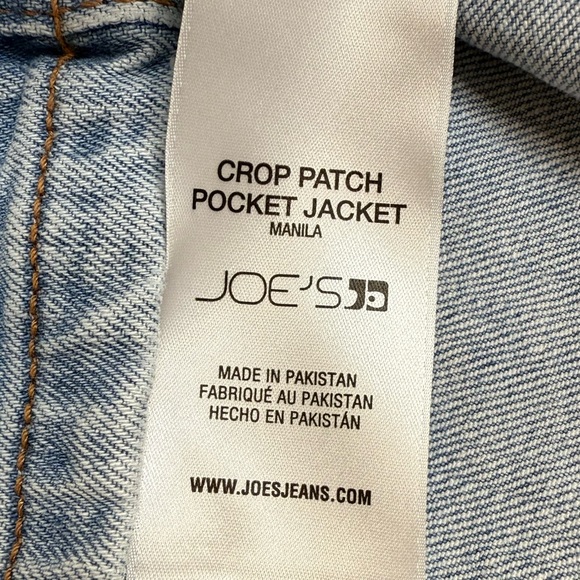 CROP PATCH
POCKET JACKET
MANILA
JOE'S
MADE IN PAKISTAN
FABRIQUÉ AU PAKISTAN
HECHO EN PAKISTÁN
WWW.JOESJEANS.COM